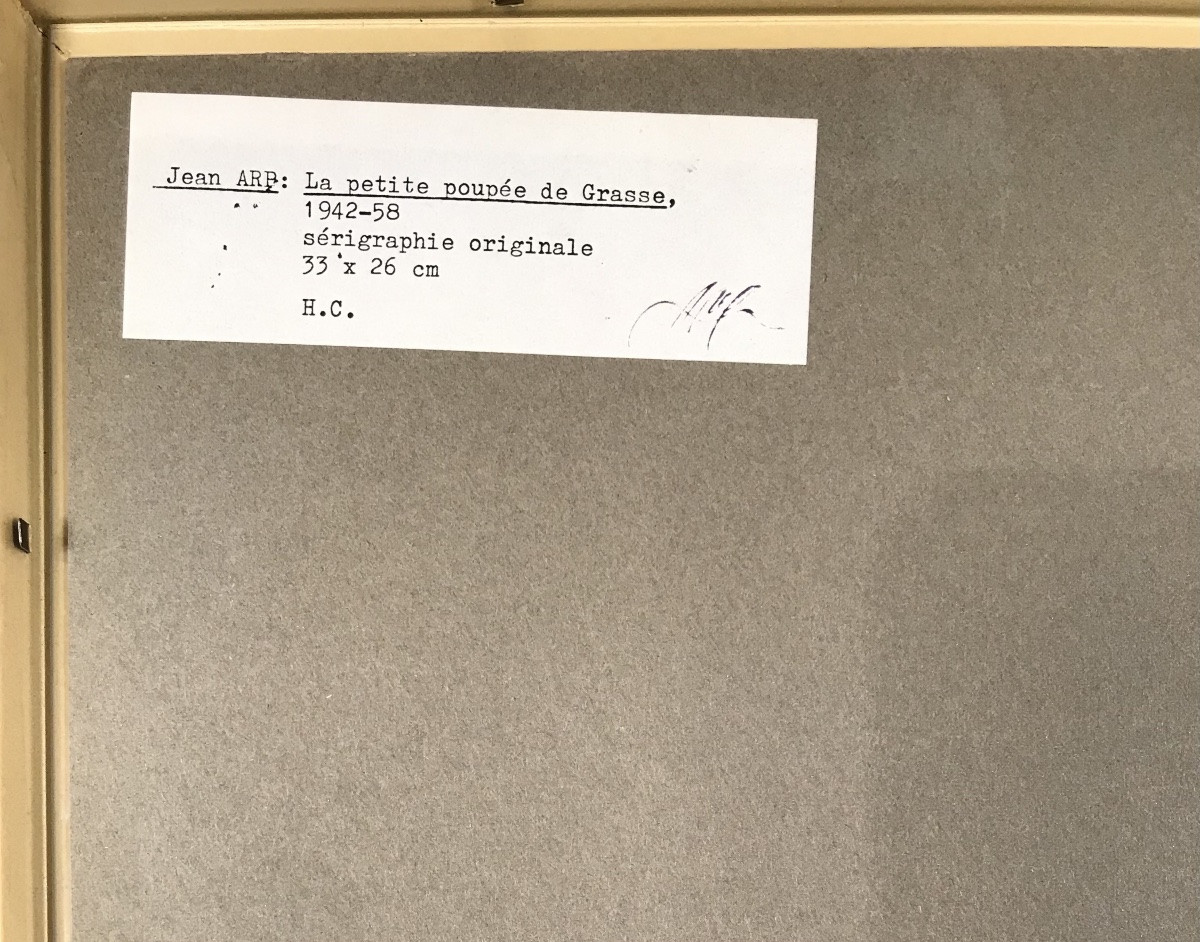 Jean ARP: La petite poupée de Grasse,
1942-58
sérigraphie originale
33 x 26 cm
H.C.